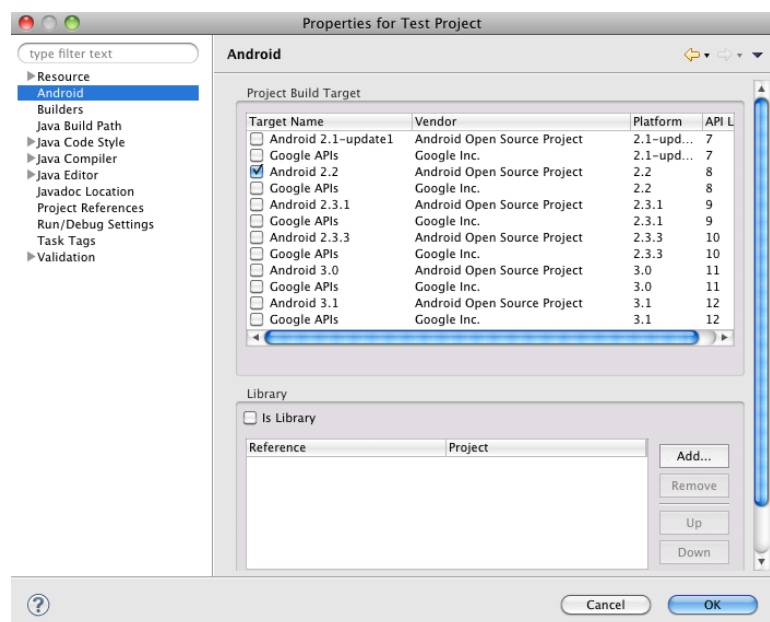 Properties for Test Project
type filter text
Resource
Android
Builders
Java Build Path
Java Code Style
Java Compiler
Java Editor
Javadoc Location
Project References
Run/Debug Settings
Task Tags
Validation
Android
Project Build Target
Target Name Vendor Platform API L
Android 2.1-update1 Android Open Source Project 2.1-upd... 7
Google APIs Google Inc. 2.1-upd... 7
Android 2.2 Android Open Source Project 2.2 8
Google APIs Google Inc. 2.2 8
Android 2.3.1 Android Open Source Project 2.3.1 9
Google APIs Google Inc. 2.3.1 9
Android 2.3.3 Android Open Source Project 2.3.3 10
Google APIs Google Inc. 2.3.3 10
Android 3.0 Android Open Source Project 3.0 11
Google APIs Google Inc. 3.0 11
Android 3.1 Android Open Source Project 3.1 12
Google APIs Google Inc. 3.1 12
Library
Is Library
Reference Project
Add...
Remove
Up
Down
? Cancel OK